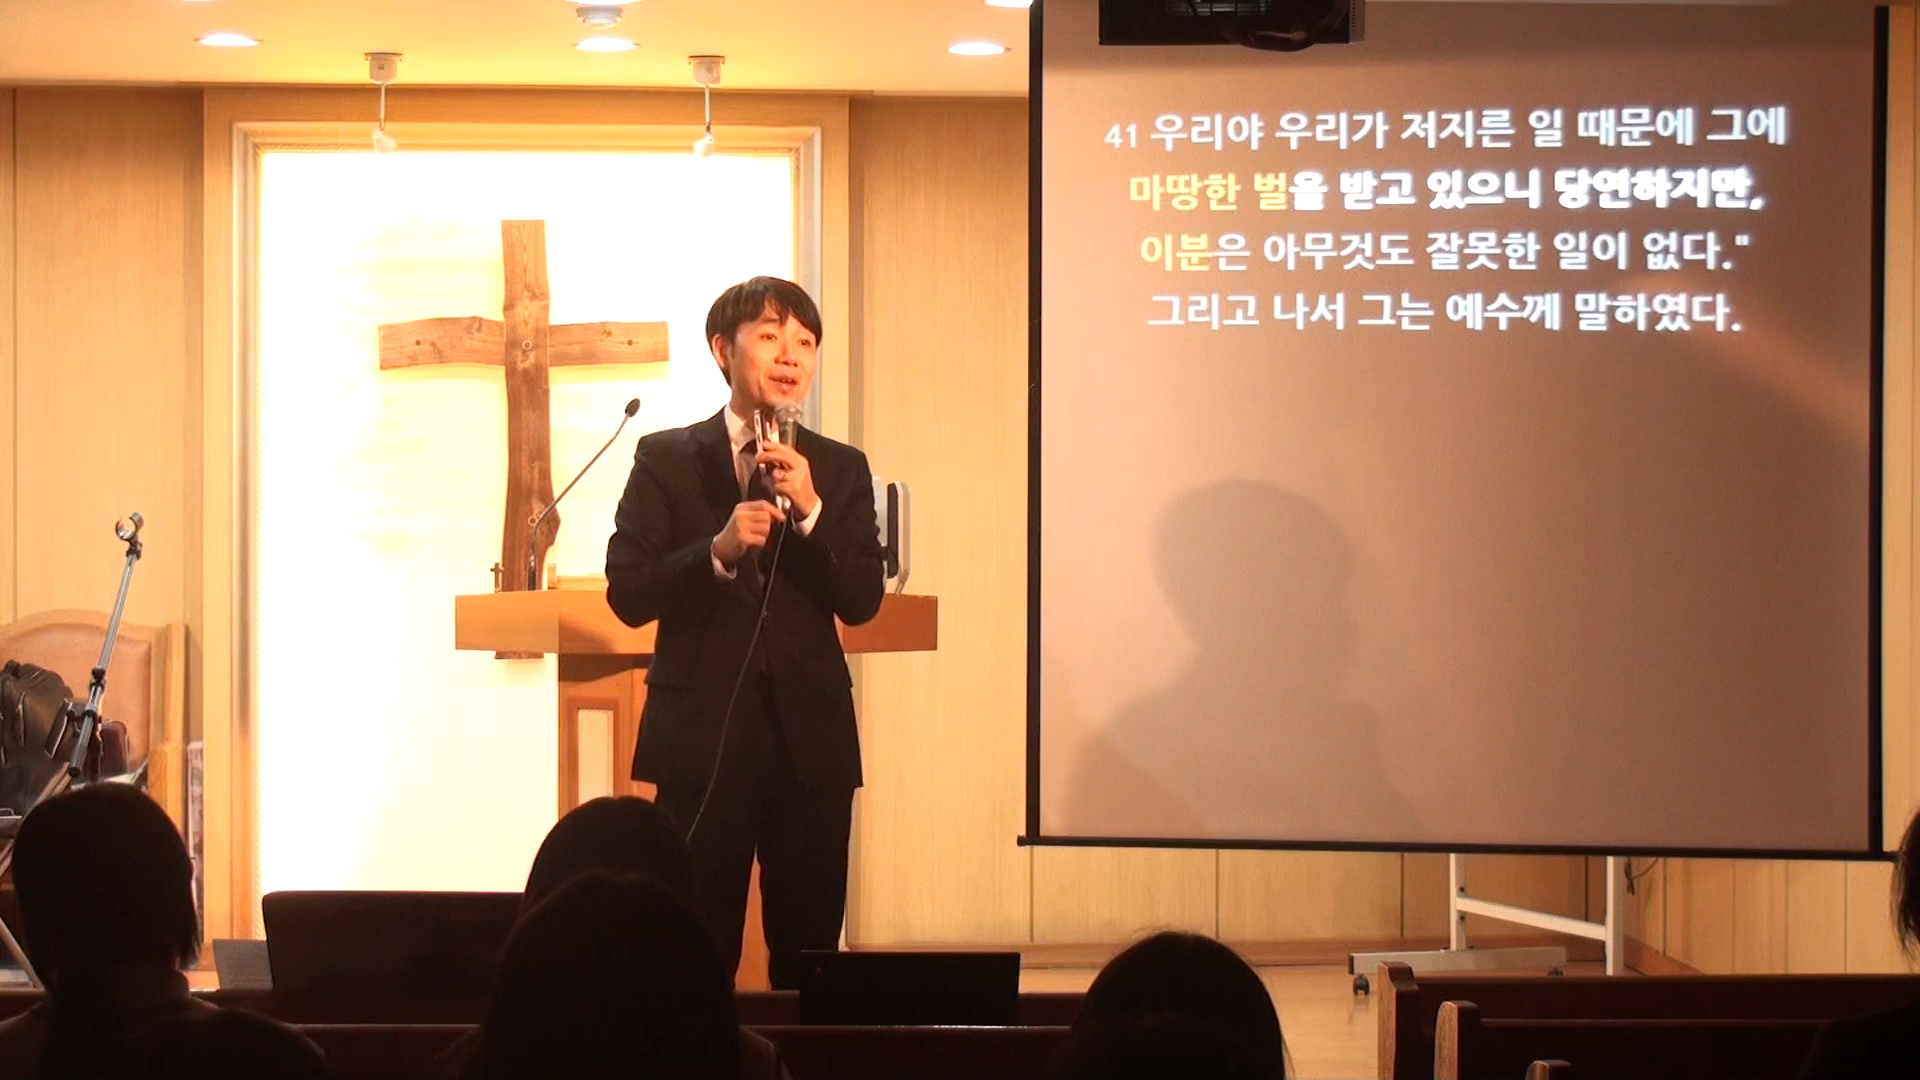 41 우리야 우리가 저지른 일 때문에 그에
마땅한 벌을 받고 있으니 당연하지만,
이분은 아무것도 잘못한 일이 없다."
그리고 나서 그는 예수께 말하였다.